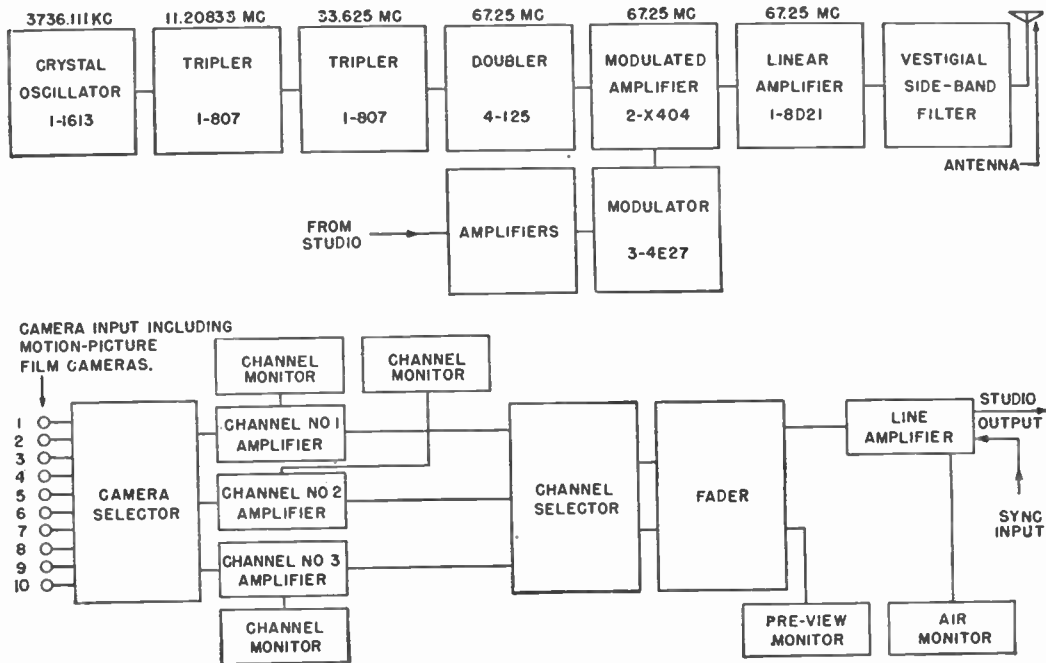 3736.111 KC
11.20833 MC
33.625 MC
67.25 MC
67.25 MC
67.25 MC
CRYSTAL
OSCILLATOR
1-1613
TRIPLER
1-807
TRIPLER
1-807
DOUBLER
4-125
MODULATED
AMPLIFIER
2-X404
LINEAR
AMPLIFIER
1-8D21
VESTIGIAL
SIDE-BAND
FILTER
ANTENNA
FROM
STUDIO
AMPLIFIERS
MODULATOR
3-4E27
CAMERA INPUT INCLUDING
MOTION-PICTURE
FILM CAMERAS.
1
2
3
4
5
6
7
8
9
10
CAMERA
SELECTOR
CHANNEL
MONITOR
CHANNEL
MONITOR
CHANNEL NO 1
AMPLIFIER
CHANNEL NO 2
AMPLIFIER
CHANNEL NO 3
AMPLIFIER
CHANNEL
MONITOR
CHANNEL
SELECTOR
FADER
LINE
AMPLIFIER
STUDIO
OUTPUT
SYNC
INPUT
PRE-VIEW
MONITOR
AIR
MONITOR